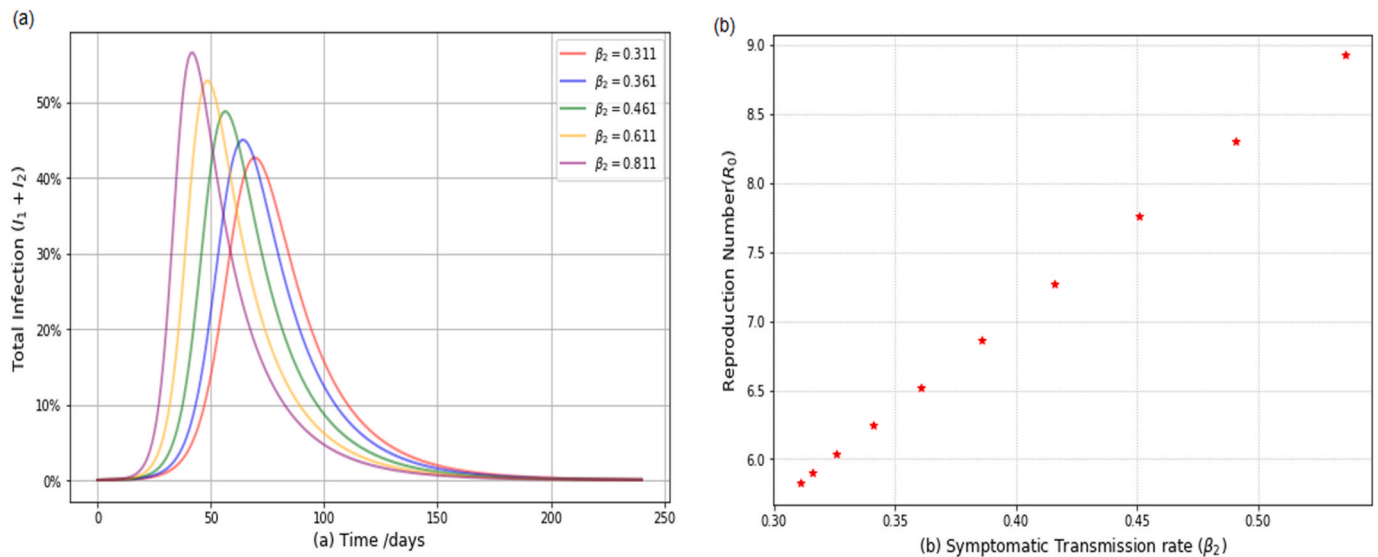 (a)
Total Infection (I₁ + I₂)
50%
40%
30%
20%
10%
0%
0 50 100 150 200 250
(a) Time /days
β₂ = 0.311
β₂ = 0.361
β₂ = 0.461
β₂ = 0.611
β₂ = 0.811
(b)
Reproduction Number(R₀)
9.0
8.5
8.0
7.5
7.0
6.5
6.0
0.30 0.35 0.40 0.45 0.50
(b) Symptomatic Transmission rate (β₂)